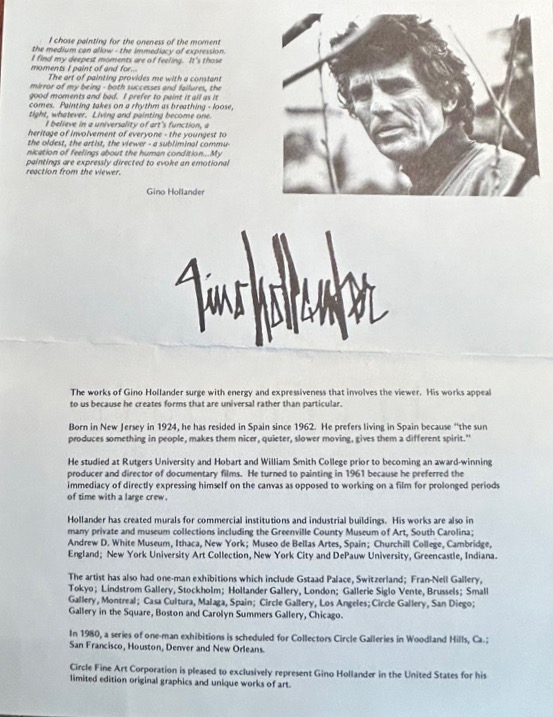 I chose painting for the oneness of the moment
the medium can allow - the immediacy of expression.
I find my deepest moments are of feeling. It's those
moments I paint of and for...
The art of painting provides me with a constant
mirror of my being - both successes and failures, the
good moments and bad. I prefer to paint it all as it
comes. Painting takes on a rhythm as breathing - loose,
tight, whatever. Living and painting become one.
I believe in a universality of art's function, a
heritage of involvement of everyone - the youngest to
the oldest, the artist, the viewer - a subliminal commu-
nication of feelings about the human condition...My
paintings are expressly directed to evoke an emotional
reaction from the viewer.
Gino Hollander
Gino Hollander
The works of Gino Hollander surge with energy and expressiveness that involves the viewer. His works appeal
to us because he creates forms that are universal rather than particular.
Born in New Jersey in 1924, he has resided in Spain since 1962. He prefers living in Spain because "the sun
produces something in people, makes them nicer, quieter, slower moving, gives them a different spirit."
He studied at Rutgers University and Hobart and William Smith College prior to becoming an award-winning
producer and director of documentary films. He turned to painting in 1961 because he preferred the
immediacy of directly expressing himself on the canvas as opposed to working on a film for prolonged periods
of time with a large crew.
Hollander has created murals for commercial institutions and industrial buildings. His works are also in
many private and museum collections including the Greenville County Museum of Art, South Carolina;
Andrew D. White Museum, Ithaca, New York; Museo de Bellas Artes, Spain; Churchill College, Cambridge,
England; New York University Art Collection, New York City and DePauw University, Greencastle, Indiana.
The artist has also had one-man exhibitions which include Gstaad Palace, Switzerland; Fran-Nell Gallery,
Tokyo; Lindstrom Gallery, Stockholm; Hollander Gallery, London; Gallerie Siglo Vente, Brussels; Small
Gallery, Montreal; Casa Cultura, Malaga, Spain; Circle Gallery, Los Angeles; Circle Gallery, San Diego;
Gallery in the Square, Boston and Carolyn Summers Gallery, Chicago.
In 1980, a series of one-man exhibitions is scheduled for Collectors Circle Galleries in Woodland Hills, Ca.;
San Francisco, Houston, Denver and New Orleans.
Circle Fine Art Corporation is pleased to exclusively represent Gino Hollander in the United States for his
limited edition original graphics and unique works of art.